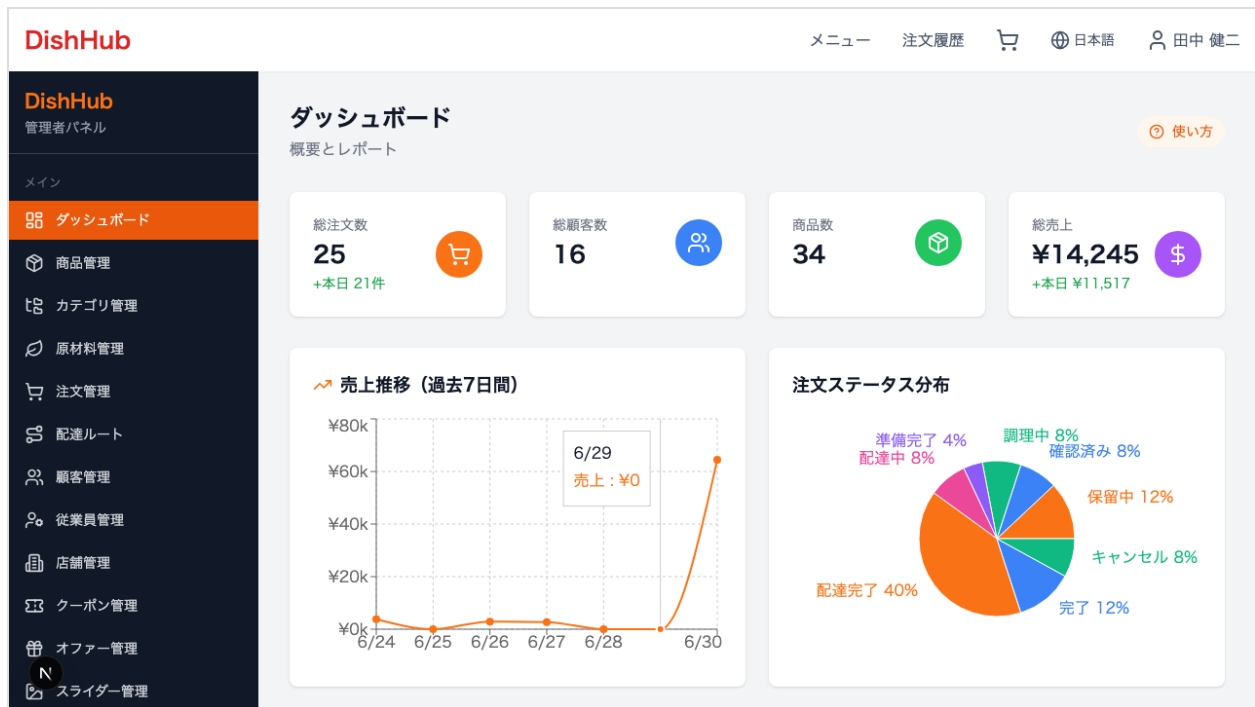 DishHub
メニュー 注文履歴 日本語 田中 健二
DishHub
管理者パネル
メイン
ダッシュボード
商品管理
カテゴリ管理
原材料管理
注文管理
配達ルート
顧客管理
従業員管理
店舗管理
クーポン管理
オファー管理
N
スライダー管理
ダッシュボード
概要とレポート
使い方
総注文数
25
+本日 21件
総顧客数
16
商品数
34
総売上
¥14,245
+本日 ¥11,517
売上推移（過去7日間）
¥80k
¥60k
¥40k
¥20k
¥0k
6/24 6/25 6/26 6/27 6/28 6/30
6/29
売上 : ¥0
注文ステータス分布
準備完了 4%
調理中 8%
配達中 8%
確認済み 8%
保留中 12%
キャンセル 8%
配達完了 40%
完了 12%